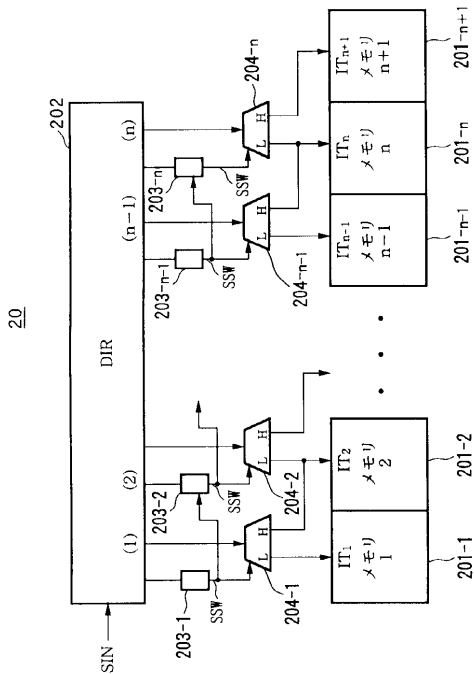 20
202
SIN
DIR
(1)
(2)
(n−1)
(n)
203-1
203-2
203-n-1
203-n
SSW
SSW
SSW
SSW
L H
L H
L H
L H
204-1
204-2
204-n-1
204-n
IT1
メモリ
1
IT2
メモリ
2
• • •
ITn-1
メモリ
n−1
ITn
メモリ
n
ITn+1
メモリ
n+1
201-1
201-2
201-n-1
201-n
201-n+1